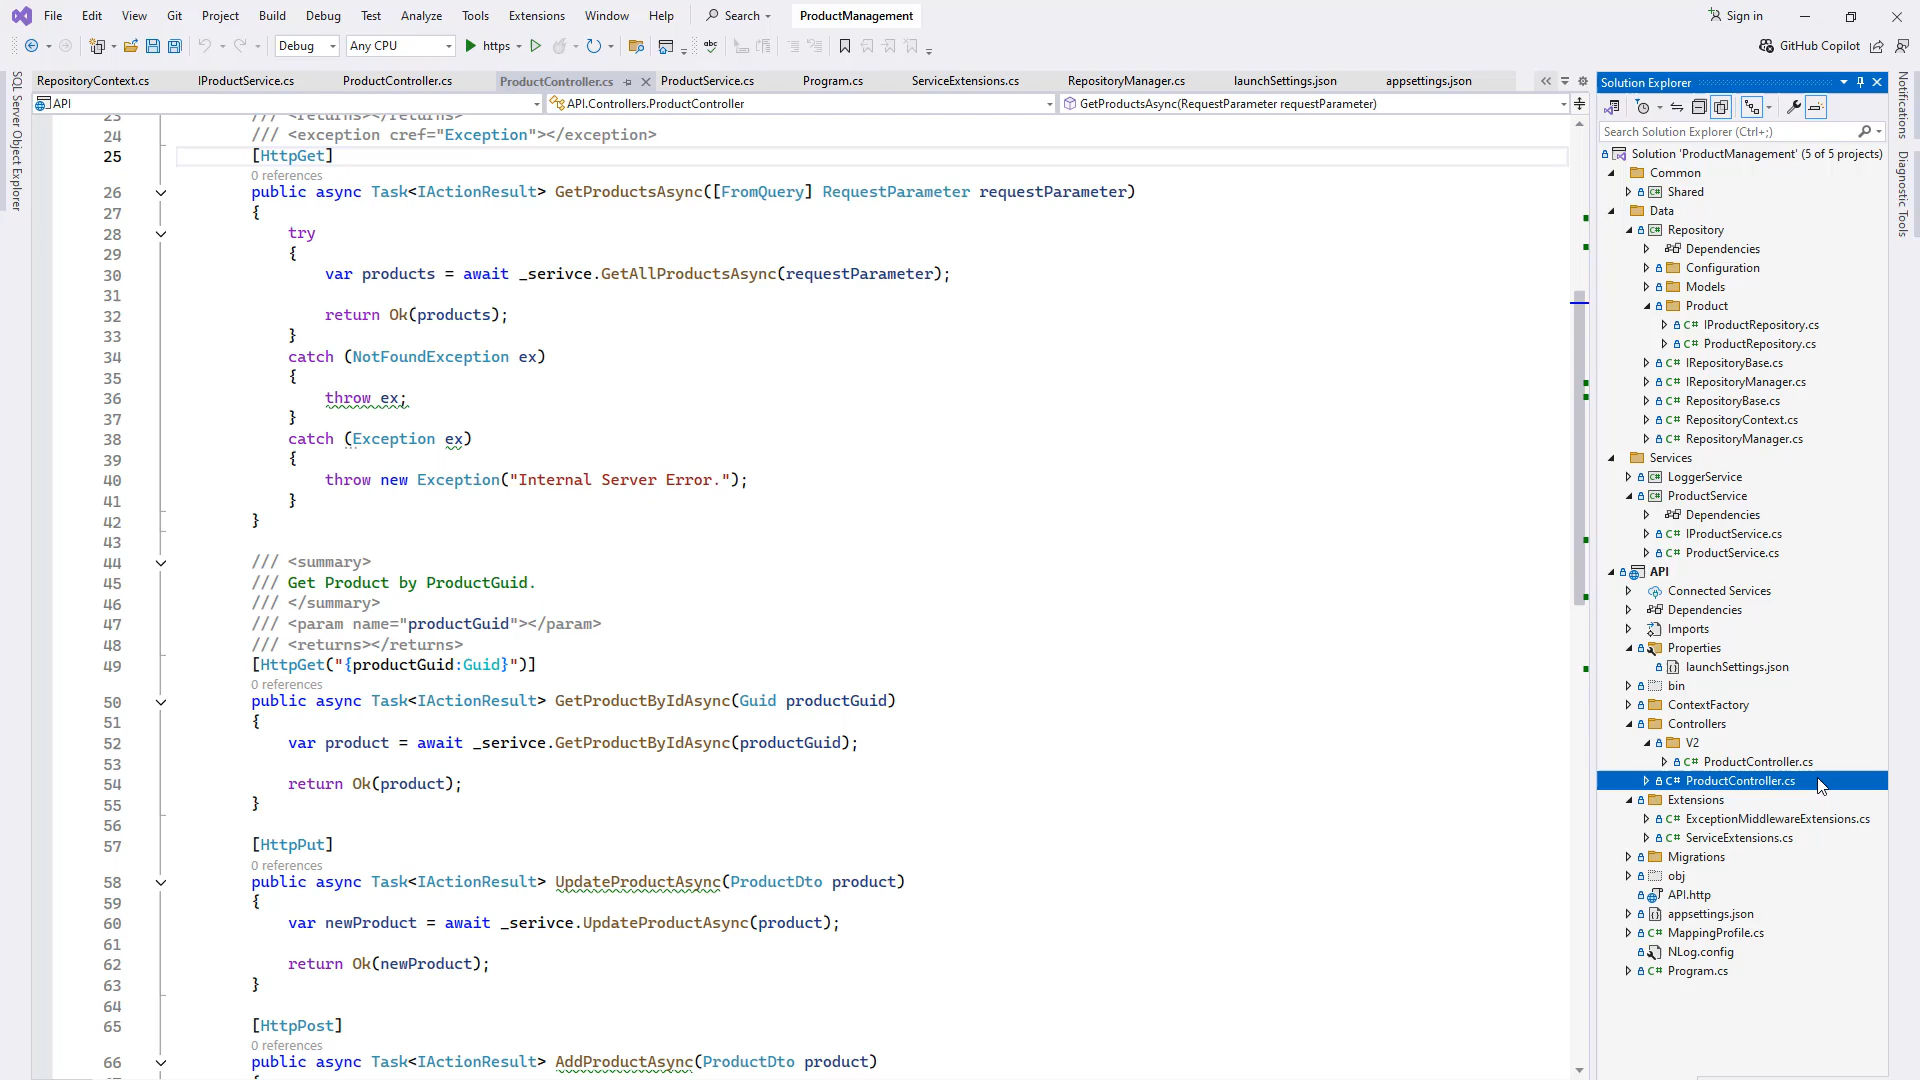 File Edit View Git Project Build Debug Test Analyze Tools Extensions Window Help Search ProductManagement Sign in
Debug Any CPU https GitHub Copilot
RepositoryContext.cs IProductService.cs ProductController.cs ProductController.cs ProductService.cs Program.cs ServiceExtensions.cs RepositoryManager.cs launchSettings.json appsettings.json
API API.Controllers.ProductController GetProductsAsync(RequestParameter requestParameter)
23 /// <returns></returns>
24 /// <exception cref="Exception"></exception>
25 [HttpGet]
0 references
26 public async Task<IActionResult> GetProductsAsync([FromQuery] RequestParameter requestParameter)
27 {
28 try
29 {
30 var products = await _serivce.GetAllProductsAsync(requestParameter);
31
32 return Ok(products);
33 }
34 catch (NotFoundException ex)
35 {
36 throw ex;
37 }
38 catch (Exception ex)
39 {
40 throw new Exception("Internal Server Error.");
41 }
42 }
43
44 /// <summary>
45 /// Get Product by ProductGuid.
46 /// </summary>
47 /// <param name="productGuid"></param>
48 /// <returns></returns>
49 [HttpGet("{productGuid:Guid}")]
0 references
50 public async Task<IActionResult> GetProductByIdAsync(Guid productGuid)
51 {
52 var product = await _serivce.GetProductByIdAsync(productGuid);
53
54 return Ok(product);
55 }
56
57 [HttpPut]
0 references
58 public async Task<IActionResult> UpdateProductAsync(ProductDto product)
59 {
60 var newProduct = await _serivce.UpdateProductAsync(product);
61
62 return Ok(newProduct);
63 }
64
65 [HttpPost]
0 references
66 public async Task<IActionResult> AddProductAsync(ProductDto product)
SQL Server Object Explorer
Solution Explorer
Search Solution Explorer (Ctrl+;)
Solution 'ProductManagement' (5 of 5 projects)
Common
C# Shared
Data
C# Repository
Dependencies
Configuration
Models
Product
C# IProductRepository.cs
C# ProductRepository.cs
C# IRepositoryBase.cs
C# IRepositoryManager.cs
C# RepositoryBase.cs
C# RepositoryContext.cs
C# RepositoryManager.cs
Services
C# LoggerService
C# ProductService
Dependencies
C# IProductService.cs
C# ProductService.cs
API
Connected Services
Dependencies
Imports
Properties
launchSettings.json
bin
ContextFactory
Controllers
V2
C# ProductController.cs
C# ProductController.cs
Extensions
C# ExceptionMiddlewareExtensions.cs
C# ServiceExtensions.cs
Migrations
obj
API.http
appsettings.json
C# MappingProfile.cs
NLog.config
C# Program.cs
Notifications
Diagnostic Tools